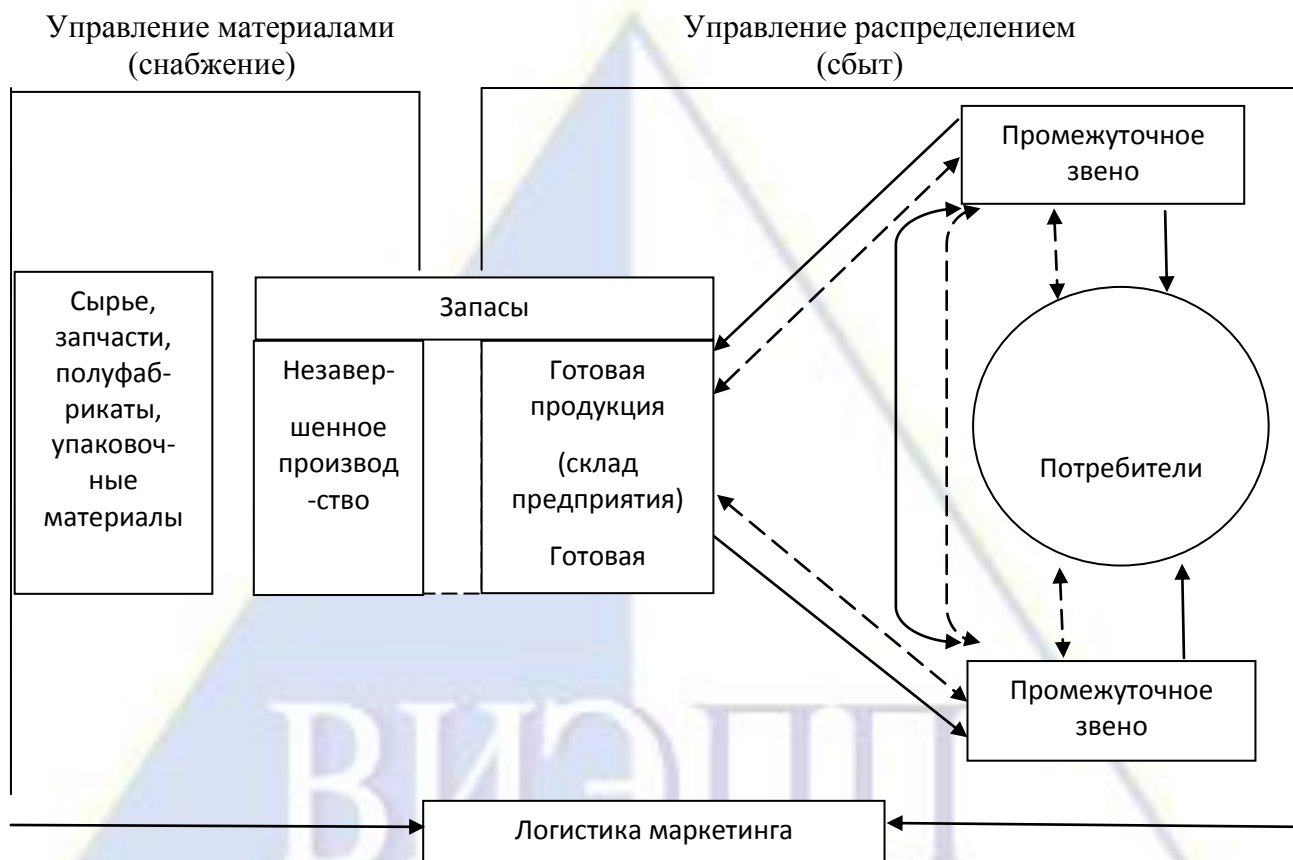 Управление материалами
(снабжение)
Управление распределением
(сбыт)
Промежуточное
звено
Сырье,
запчасти,
полуфаб-
рикаты,
упаковоч-
ные
материалы
Запасы
Незавер-
шенное
производ
-ство
Готовая
продукция
(склад
предприятия)
Готовая
Потребители
Промежуточное
звено
ВИЭПП
Логистика маркетинга